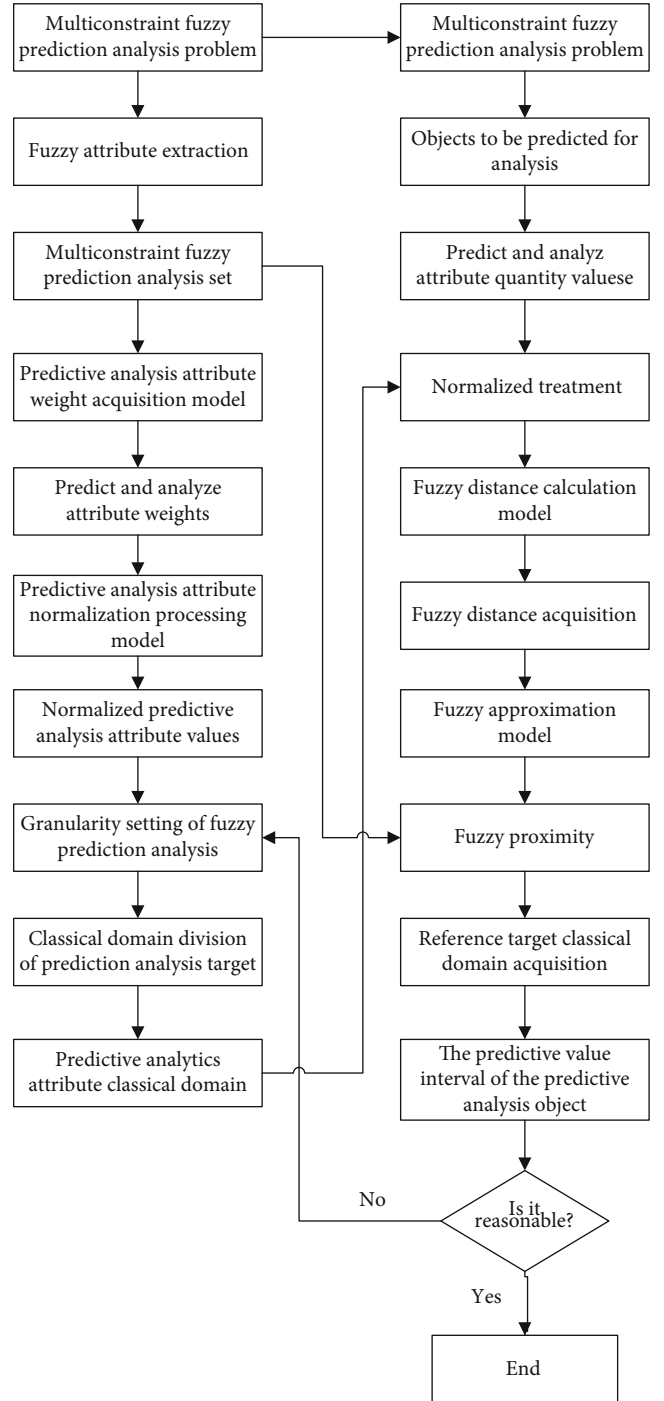 Multiconstraint fuzzy
prediction analysis problem
Fuzzy attribute extraction
Multiconstraint fuzzy
prediction analysis set
Predictive analysis attribute
weight acquisition model
Predict and analyze
attribute weights
Predictive analysis attribute
normalization processing
model
Normalized predictive
analysis attribute values
Granularity setting of fuzzy
prediction analysis
Classical domain division
of prediction analysis target
Predictive analytics
attribute classical domain
Multiconstraint fuzzy
prediction analysis problem
Objects to be predicted for
analysis
Predict and analyz
attribute quantity valuese
Normalized treatment
Fuzzy distance calculation
model
Fuzzy distance acquisition
Fuzzy approximation
model
Fuzzy proximity
Reference target classical
domain acquisition
The predictive value
interval of the predictive
analysis object
Is it
reasonable?
No
Yes
End